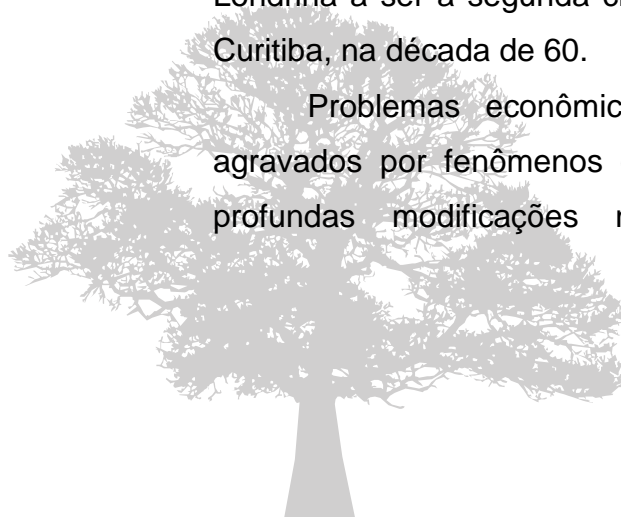 Londrina a ser a segunda
Curitiba, na década de 60.
Problemas
agravados por fenômenos
profundas modificações